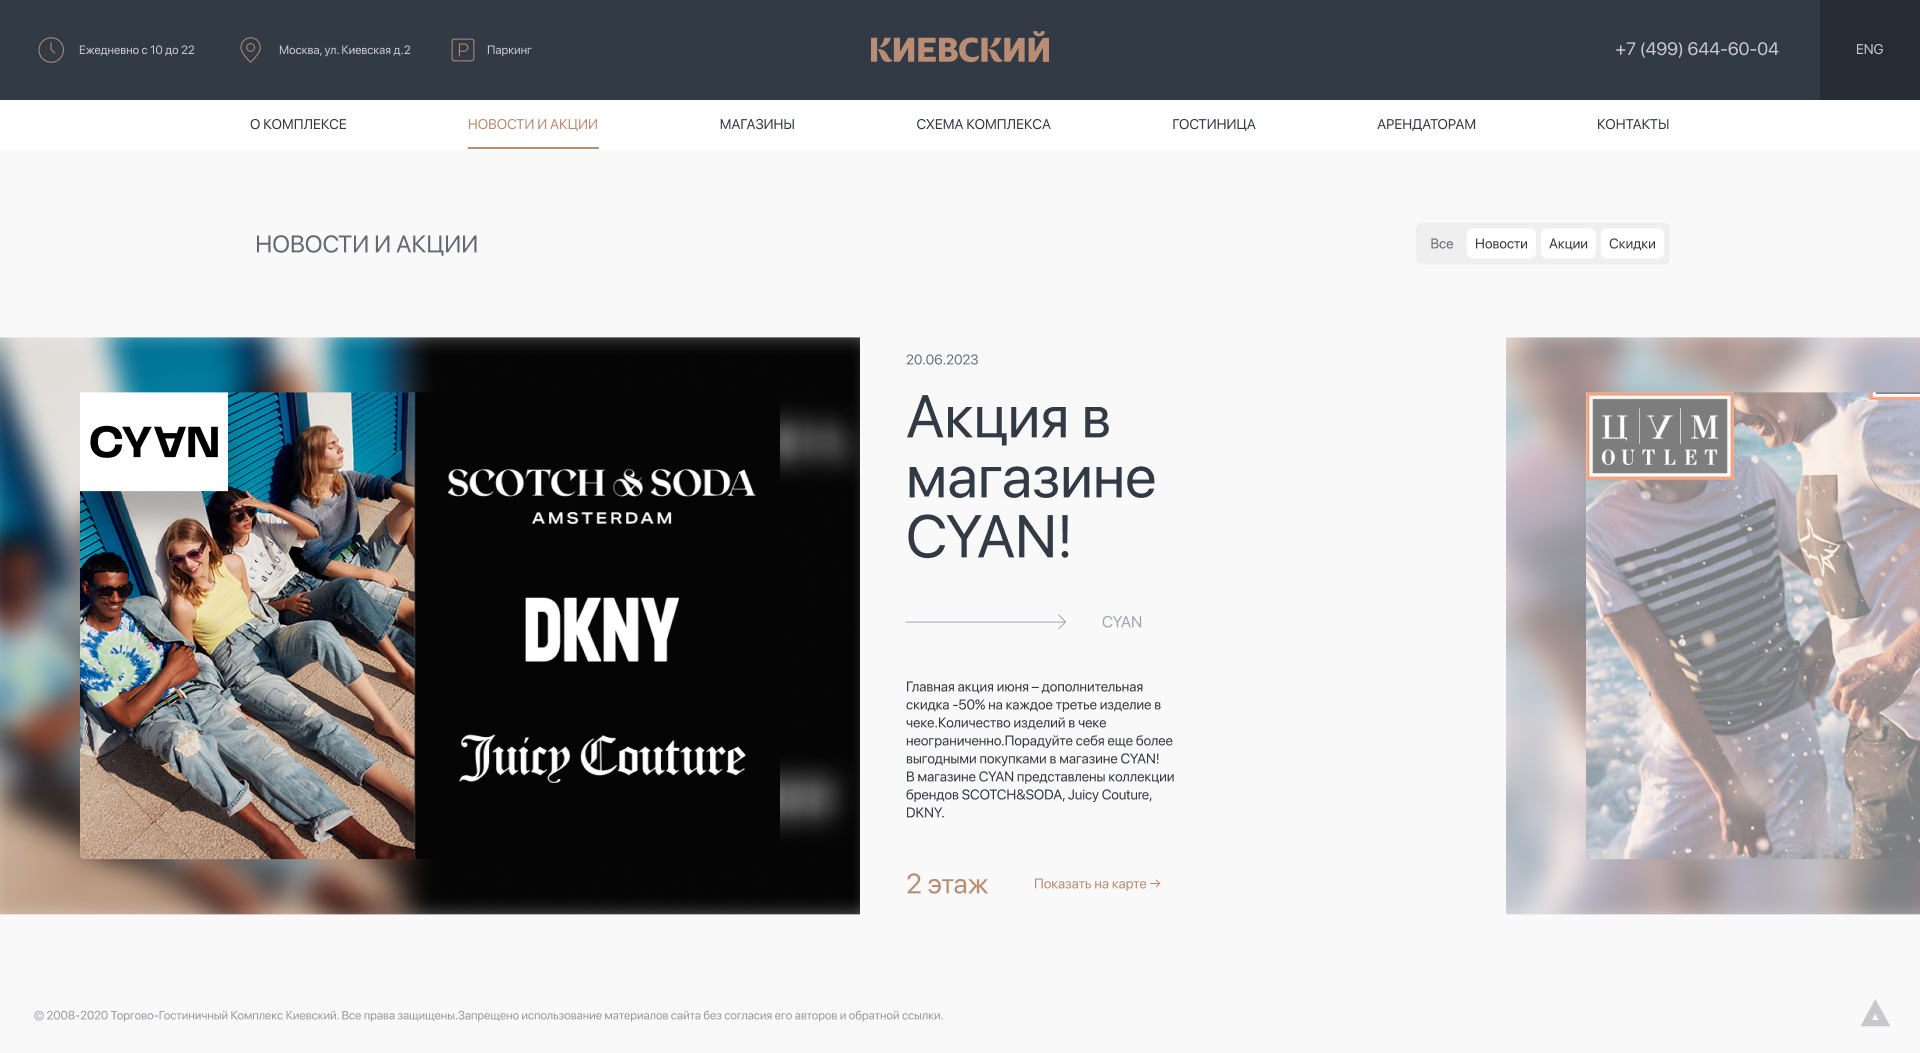 Ежедневно с 10 до 22
Москва, ул. Киевская д.2
Паркинг
КИЕВСКИЙ
+7 (499) 644-60-04
ENG
О КОМПЛЕКСЕ
НОВОСТИ И АКЦИИ
МАГАЗИНЫ
СХЕМА КОМПЛЕКСА
ГОСТИНИЦА
АРЕНДАТОРАМ
КОНТАКТЫ
НОВОСТИ И АКЦИИ
Все
Новости
Акции
Скидки
CYAN
SCOTCH & SODA
AMSTERDAM
DKNY
Juicy Couture
20.06.2023
Акция в
магазине
CYAN!
CYAN
Главная акция июня – дополнительная
скидка -50% на каждое третье изделие в
чеке.Количество изделий в чеке
неограниченно.Порадуйте себя еще более
выгодными покупками в магазине CYAN!
В магазине CYAN представлены коллекции
брендов SCOTCH&SODA, Juicy Couture,
DKNY.
2 этаж
Показать на карте →
ЦУМ
OUTLET
© 2008-2020 Торгово-Гостиничный Комплекс Киевский. Все права защищены.Запрещено использование материалов сайта без согласия его авторов и обратной ссылки.